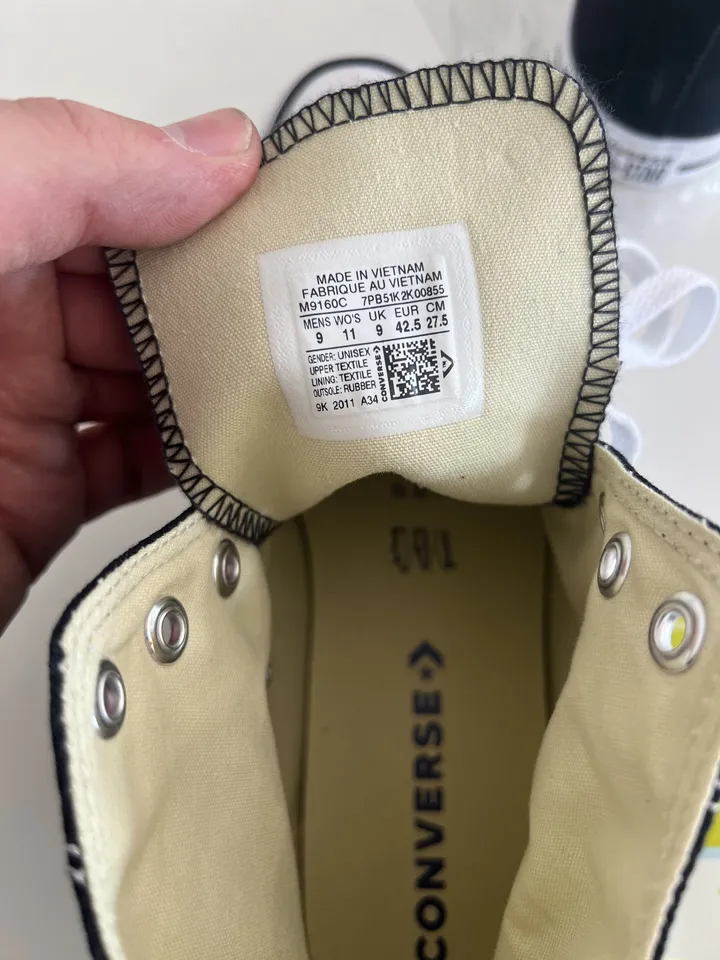 MADE IN VIETNAM
FABRIQUE AU VIETNAM
M9160C 7PB51K2K00855
MENS WO'S UK EUR CM
9 11 9 42.5 27.5
GENDER: UNISEX
UPPER TEXTILE
LINING: TEXTILE
OUTSOLE: RUBBER
CONVERSE
9K 2011 A34
CONVERSE